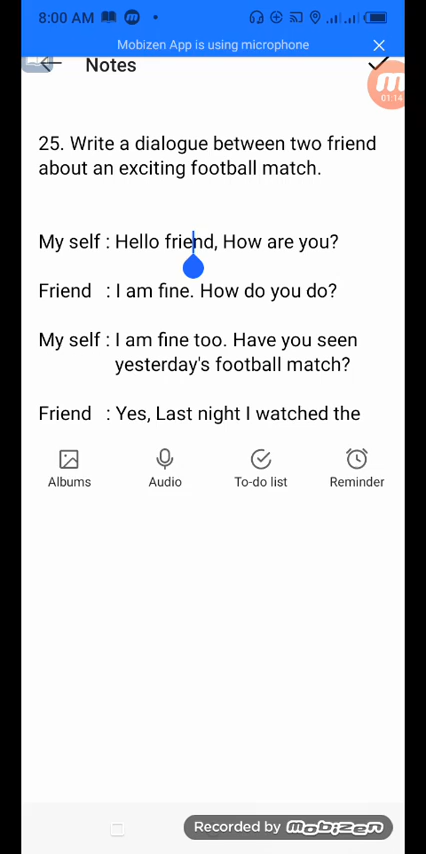 8:00 AM
Mobizen App is using microphone
Notes
01:14
25. Write a dialogue between two friend
about an exciting football match.
My self : Hello friend, How are you?
Friend : I am fine. How do you do?
My self : I am fine too. Have you seen
yesterday's football match?
Friend : Yes, Last night I watched the
Albums Audio To-do list Reminder
Recorded by mobizen